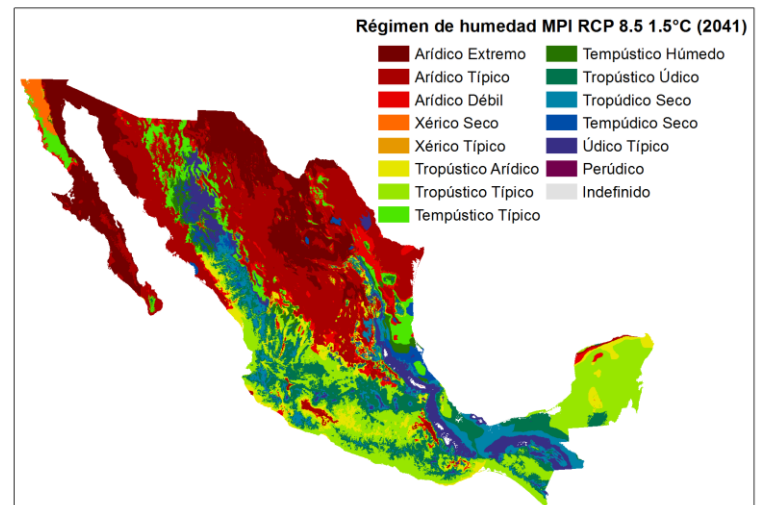 Régimen de humedad MPI RCP 8.5 1.5°C (2041)
Arídico Extremo
Arídico Típico
Arídico Débil
Xérico Seco
Xérico Típico
Tropústico Arídico
Tropústico Típico
Tempústico Típico
Tempústico Húmedo
Tropústico Údico
Tropúdico Seco
Tempúdico Seco
Údico Típico
Perúdico
Indefinido